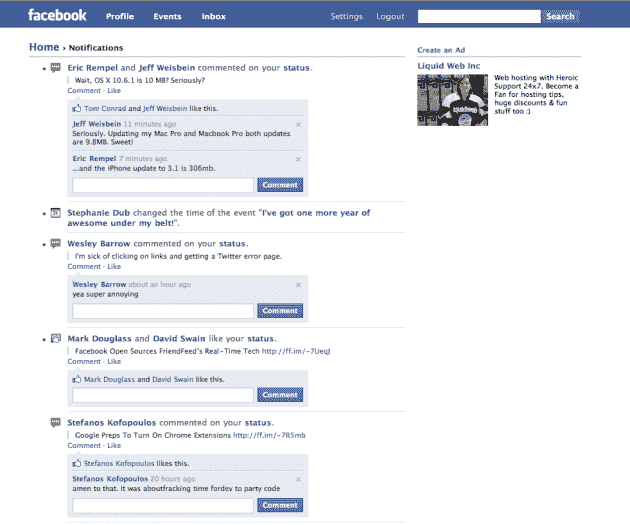 facebook Profile Events Inbox Settings Logout Search
Home › Notifications
Eric Rempel and Jeff Weisbein commented on your status.
Wait, OS X 10.6.1 is 10 MB? Seriously?
Comment · Like
Tom Conrad and Jeff Weisbein like this.
Jeff Weisbein 11 minutes ago
Seriously. Updating my Mac Pro and Macbook Pro both updates
are 9.8MB. Sweet!
Eric Rempel 7 minutes ago
...and the iPhone update to 3.1 is 306mb.
Comment
Stephanie Dub changed the time of the event "I've got one more year of
awesome under my belt!".
Wesley Barrow commented on your status.
I'm sick of clicking on links and getting a Twitter error page.
Comment · Like
Wesley Barrow about an hour ago
yea super annoying
Comment
Mark Douglass and David Swain like your status.
Facebook Open Sources FriendFeed's Real-Time Tech http://ff.im/-7UeqJ
Comment · Like
Mark Douglass and David Swain like this.
Comment
Stefanos Kofopoulos commented on your status.
Google Preps To Turn On Chrome Extensions http://ff.im/-7R5mb
Comment · Like
Stefanos Kofopoulos likes this.
Stefanos Kofopoulos 20 hours ago
amen to that. it was aboutfracking time fordev to party code
Comment
Create an Ad
Liquid Web Inc
Web hosting with Heroic
Support 24x7. Become a
Fan for hosting tips,
huge discounts & fun
stuff too :)